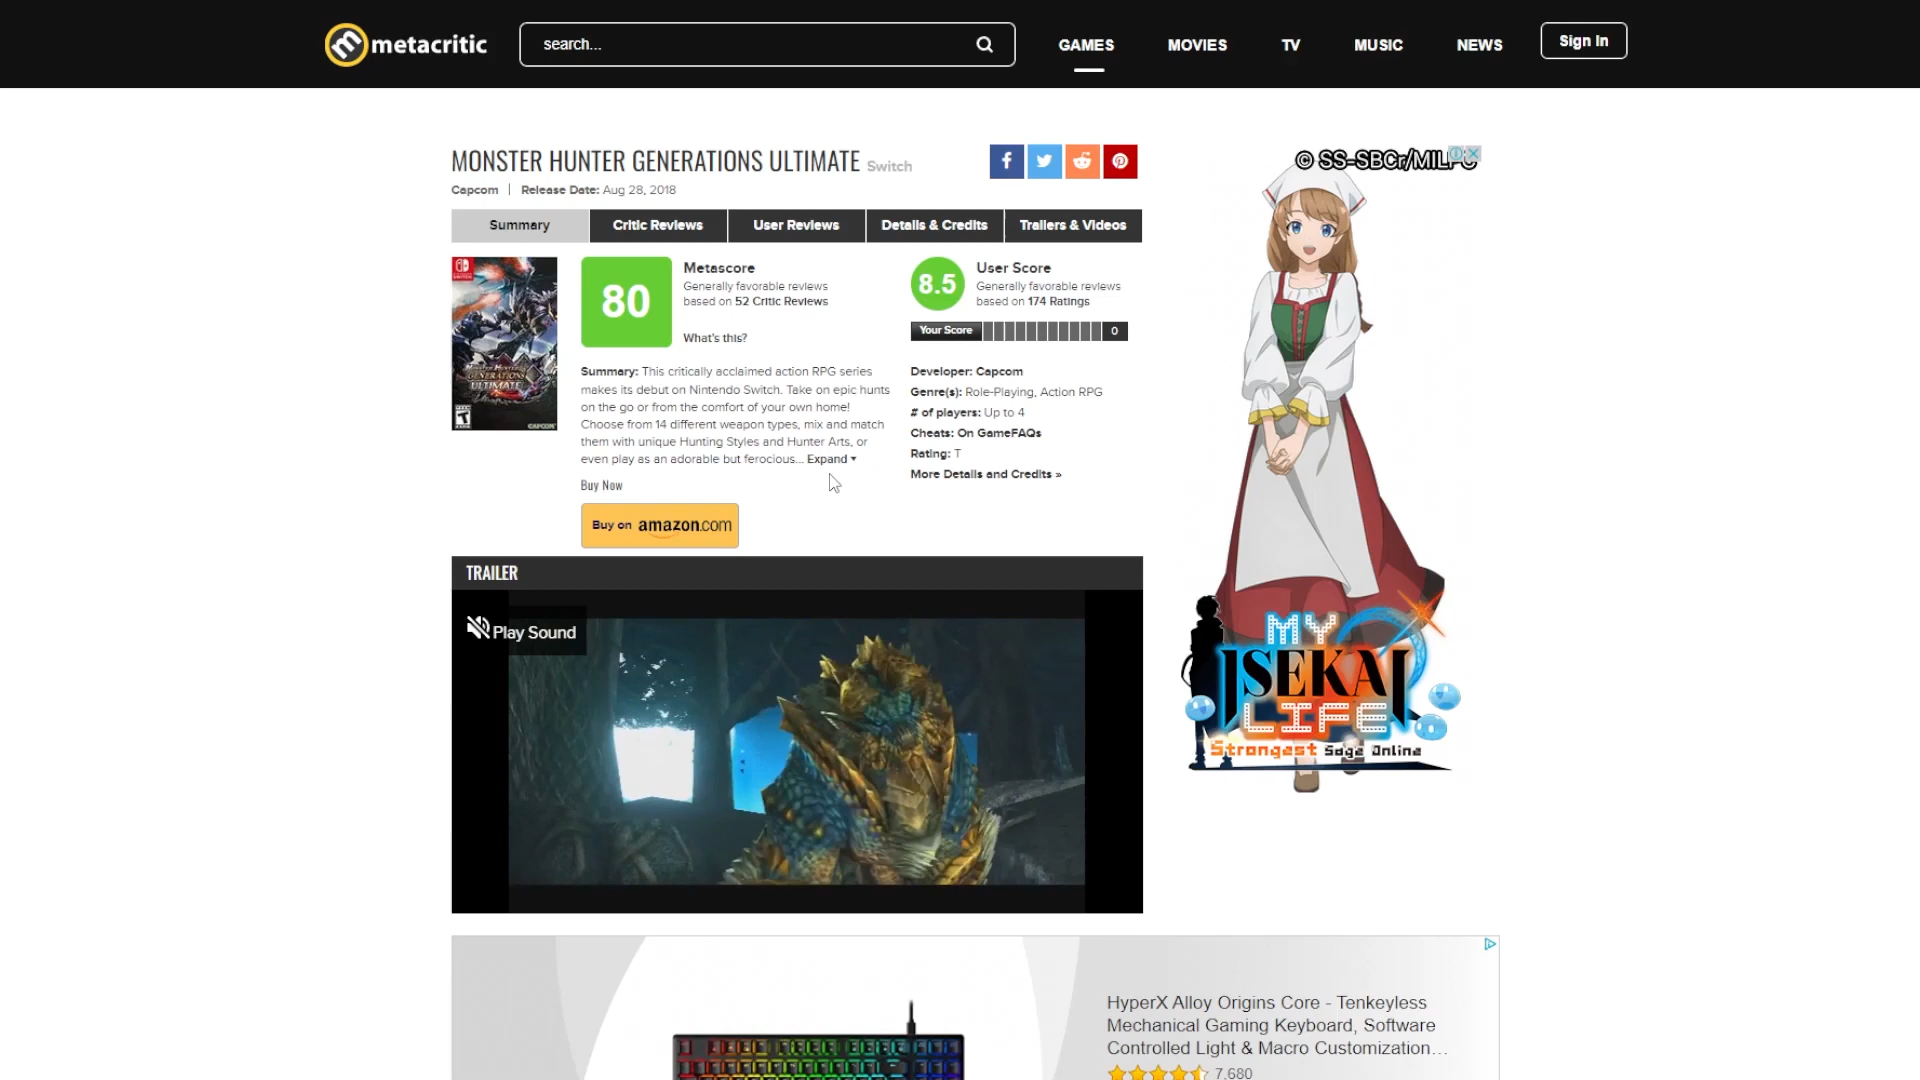 metacritic
search...
GAMES
MOVIES
TV
MUSIC
NEWS
Sign In
MONSTER HUNTER GENERATIONS ULTIMATE Switch
Capcom | Release Date: Aug 28, 2018
Summary
Critic Reviews
User Reviews
Details & Credits
Trailers & Videos
80
Metascore
Generally favorable reviews
based on 52 Critic Reviews
What's this?
8.5
User Score
Generally favorable reviews
based on 174 Ratings
Your Score
0
MONSTER HUNTER
GENERATIONS
ULTIMATE
T
CAPCOM
Summary: This critically acclaimed action RPG series
makes its debut on Nintendo Switch. Take on epic hunts
on the go or from the comfort of your own home!
Choose from 14 different weapon types, mix and match
them with unique Hunting Styles and Hunter Arts, or
even play as an adorable but ferocious... Expand
Buy Now
Buy on amazon.com
Developer: Capcom
Genre(s): Role-Playing, Action RPG
# of players: Up to 4
Cheats: On GameFAQs
Rating: T
More Details and Credits »
TRAILER
Play Sound
MY
ISEKAI
LIFE
Strongest Sage Online
HyperX Alloy Origins Core - Tenkeyless
Mechanical Gaming Keyboard, Software
Controlled Light & Macro Customization…
7,680